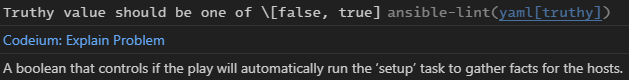 Truthy value should be one of \[false, true] ansible-lint(yaml[truthy])
Codeium: Explain Problem
A boolean that controls if the play will automatically run the ‘setup’ task to gather facts for the hosts.